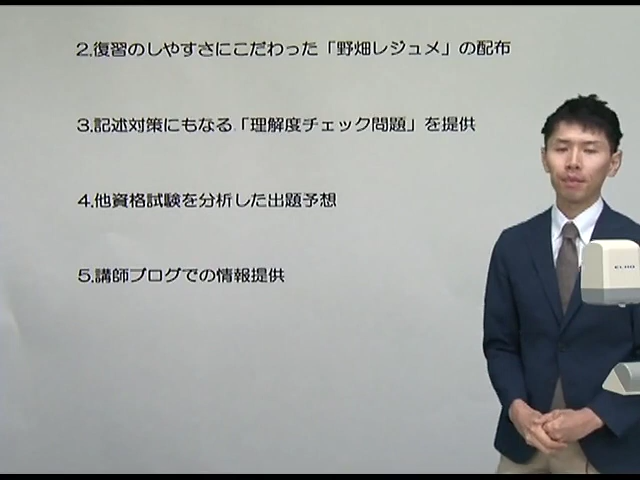 2.復習のしやすさにこだわった「野畑レジュメ」の配布
3.記述対策にもなる「理解度チェック問題」を提供
4.他資格試験を分析した出題予想
5.講師ブログでの情報提供
ELMO